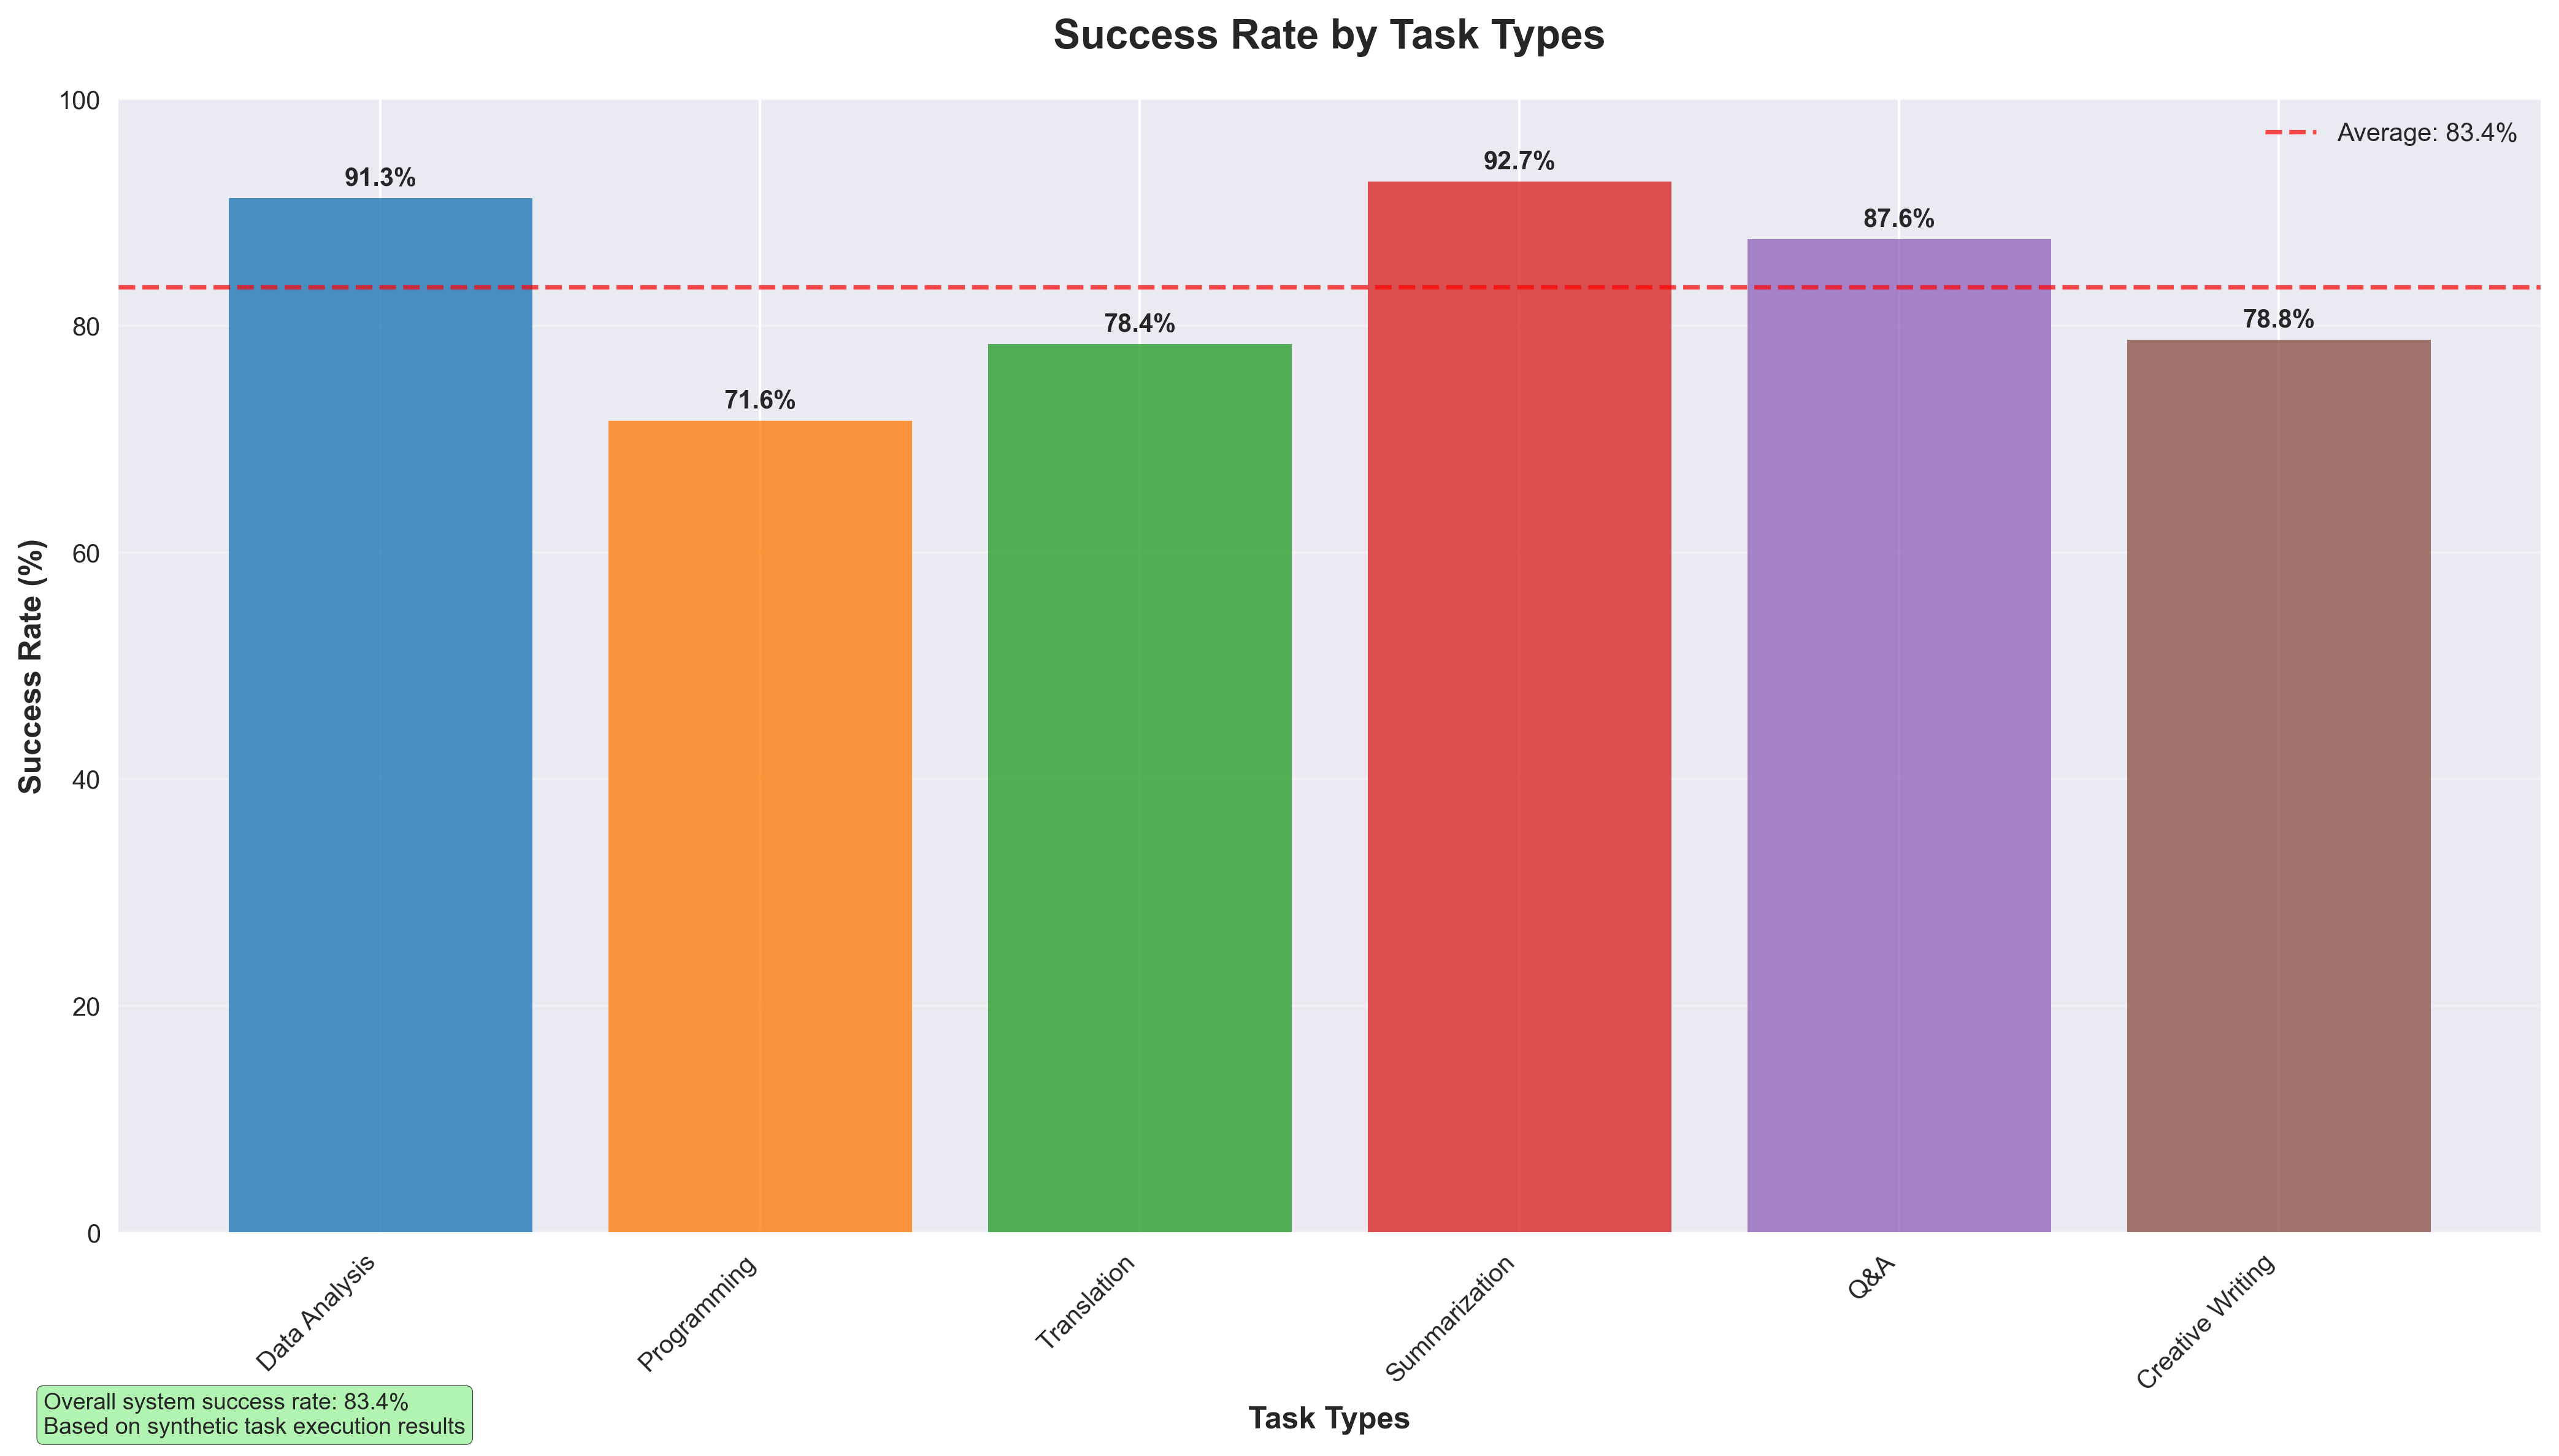 Success Rate by Task Types
Average: 83.4%
Success Rate (%)
100
80
60
40
20
0
91.3%
71.6%
78.4%
92.7%
87.6%
78.8%
Data Analysis
Programming
Translation
Summarization
Q&A
Creative Writing
Task Types
Overall system success rate: 83.4%
Based on synthetic task execution results